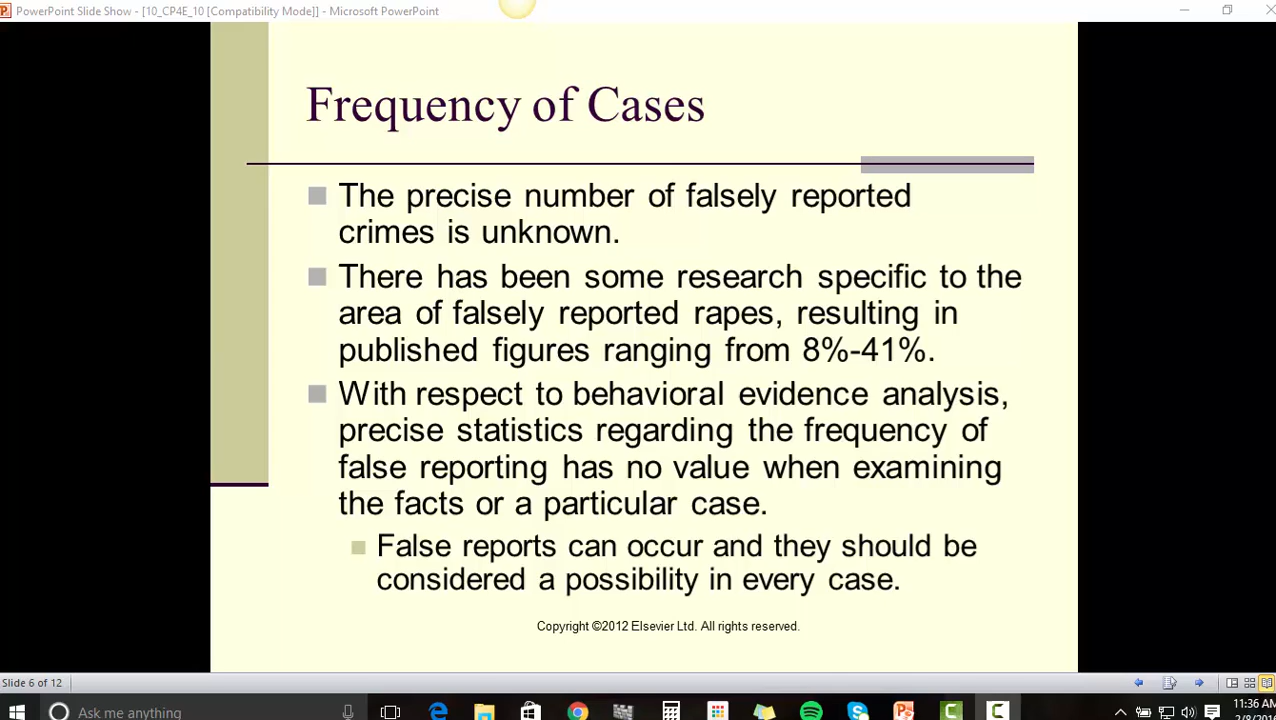 PowerPoint Slide Show - [10_CP4E_10 [Compatibility Mode]] - Microsoft PowerPoint
Frequency of Cases
The precise number of falsely reported
crimes is unknown.
There has been some research specific to the
area of falsely reported rapes, resulting in
published figures ranging from 8%-41%.
With respect to behavioral evidence analysis,
precise statistics regarding the frequency of
false reporting has no value when examining
the facts or a particular case.
False reports can occur and they should be
considered a possibility in every case.
Copyright ©2012 Elsevier Ltd. All rights reserved.
Slide 6 of 12
Ask me anything
11:36 AM